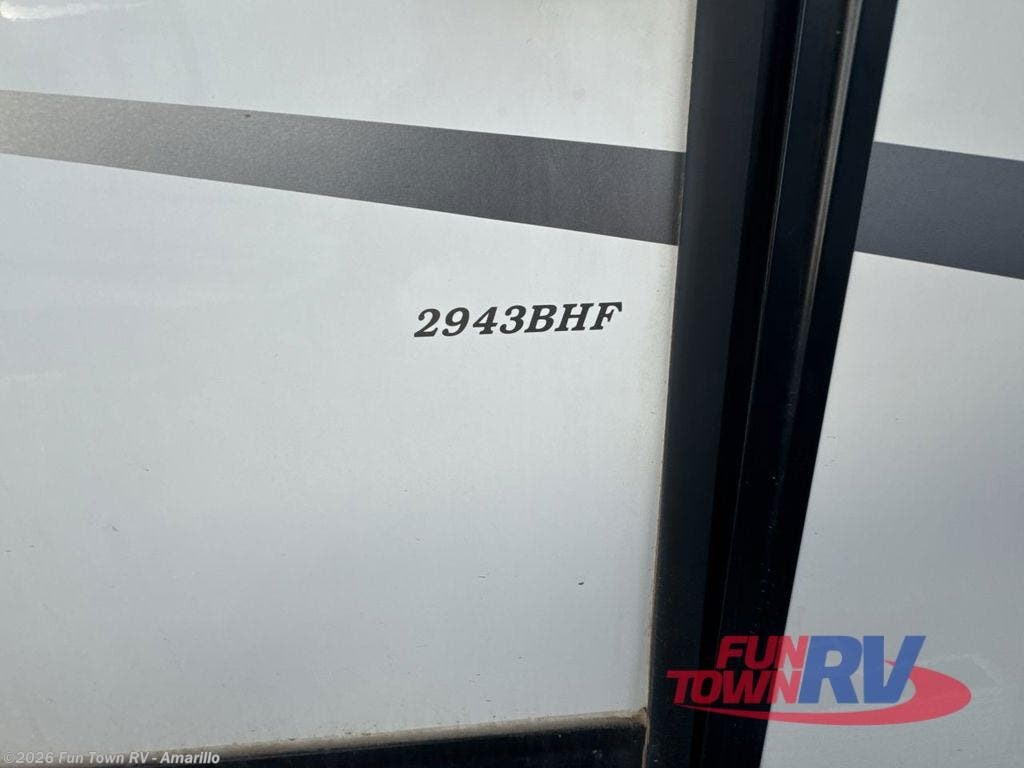 2943BHF
FUN
TOWN RV
©2026 Fun Town RV - Amarillo